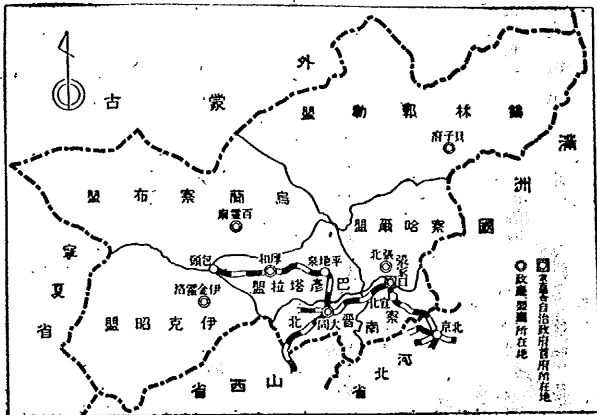 外蒙古
錫林郭勒盟
貝子府
滿洲國
烏蘭察布盟
百靈廟
察哈爾盟
張北
張家口
包頭
厚和
平地泉
巴彥塔拉盟
伊克昭盟
伊金霍洛
寧夏省
宣化
大同
晉北
察南
北京
河北省
山西省
蒙古聯合自治政府首府所在地
政廳盟廳所在地